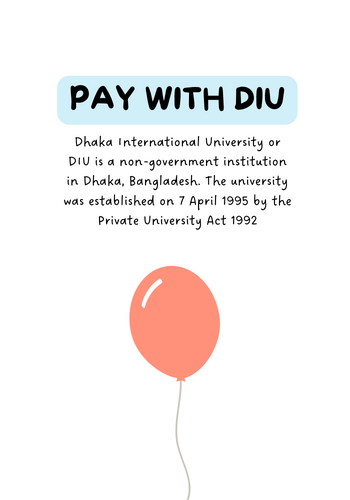 PAY WITH DIU
Dhaka International University or
DIU is a non-government institution
in Dhaka, Bangladesh. The university
was established on 7 April 1995 by the
Private University Act 1992